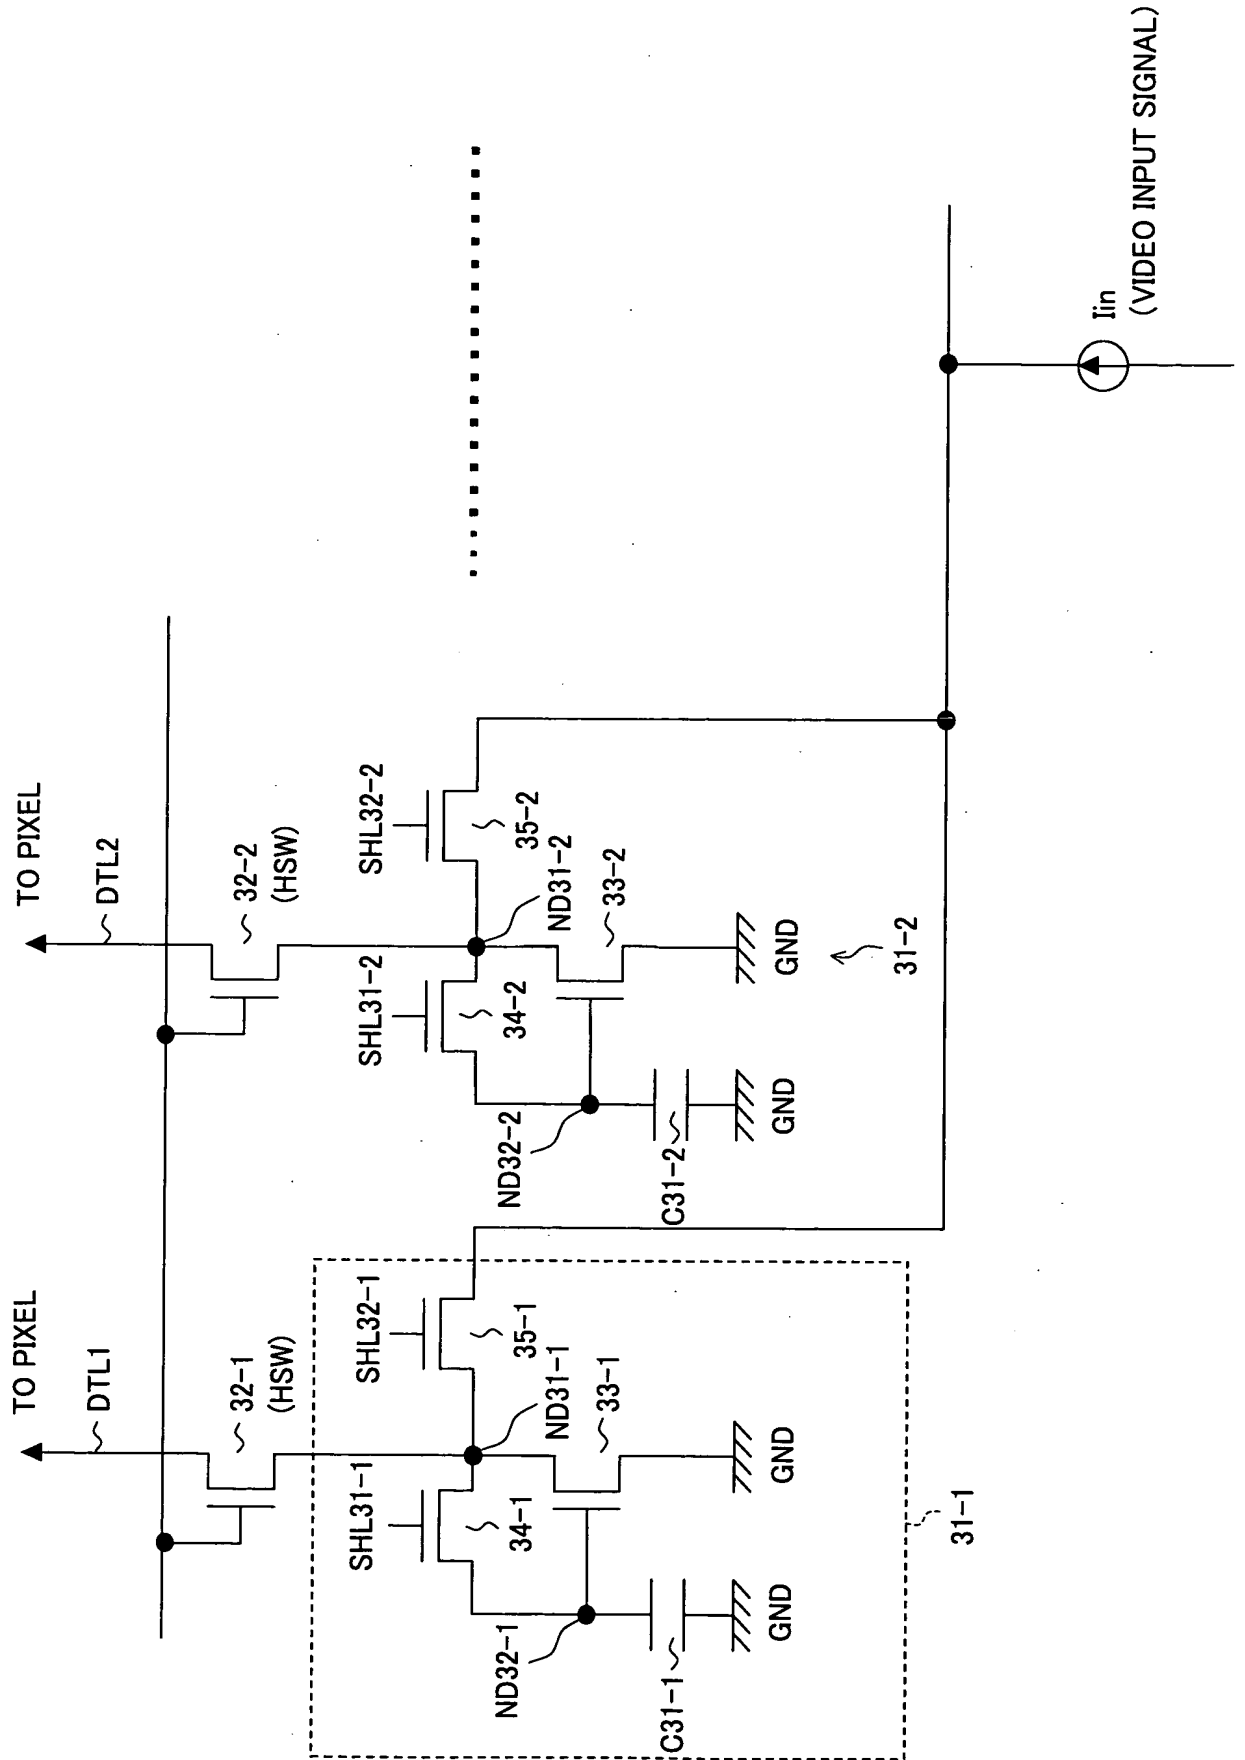 TO PIXEL
DTL1
32-1
(HSW)
SHL31-1
34-1
SHL32-1
35-1
ND31-1
33-1
ND32-1
C31-1
GND
GND
31-1
TO PIXEL
DTL2
32-2
(HSW)
SHL31-2
34-2
SHL32-2
35-2
ND31-2
33-2
ND32-2
C31-2
GND
GND
31-2
Iin
(VIDEO INPUT SIGNAL)